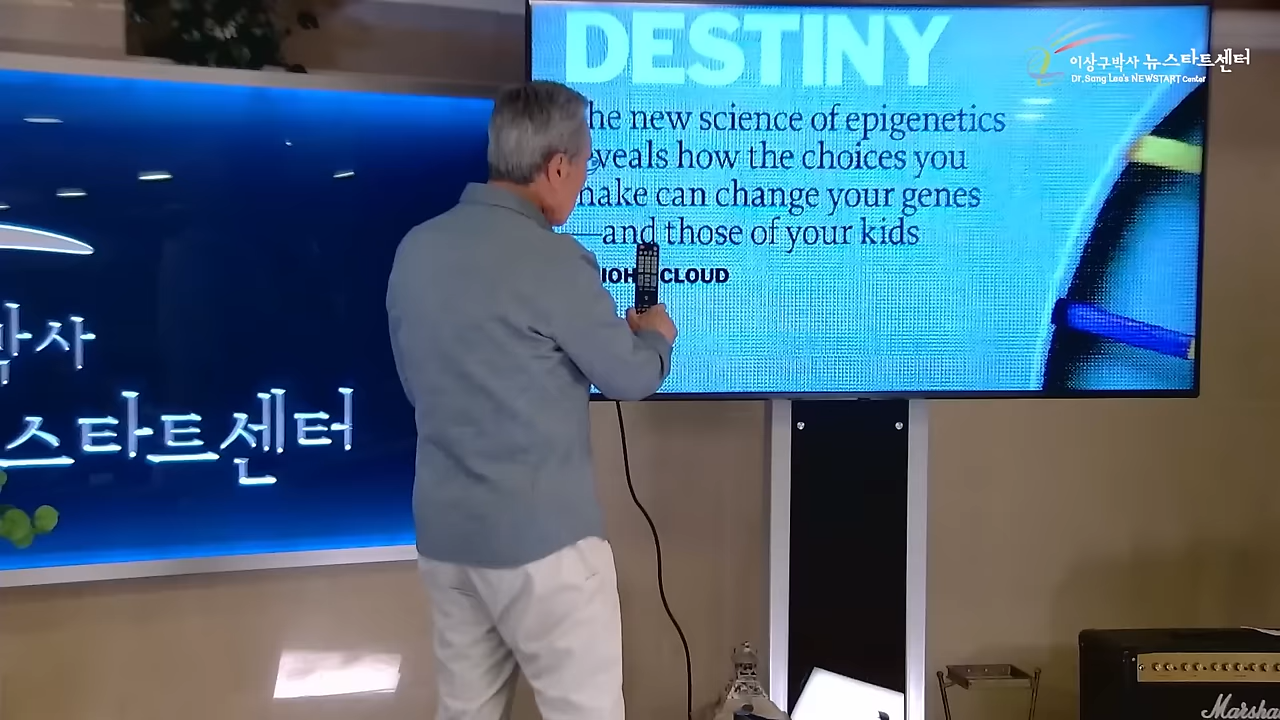 DESTINY
he new science of epigenetics
veals how the choices you
make can change your genes
—and those of your kids
CLOUD
이상구박사 뉴스타트센터
Dr. Sang Lee's NEWSTART Center
박사
스타트센터
Marsha